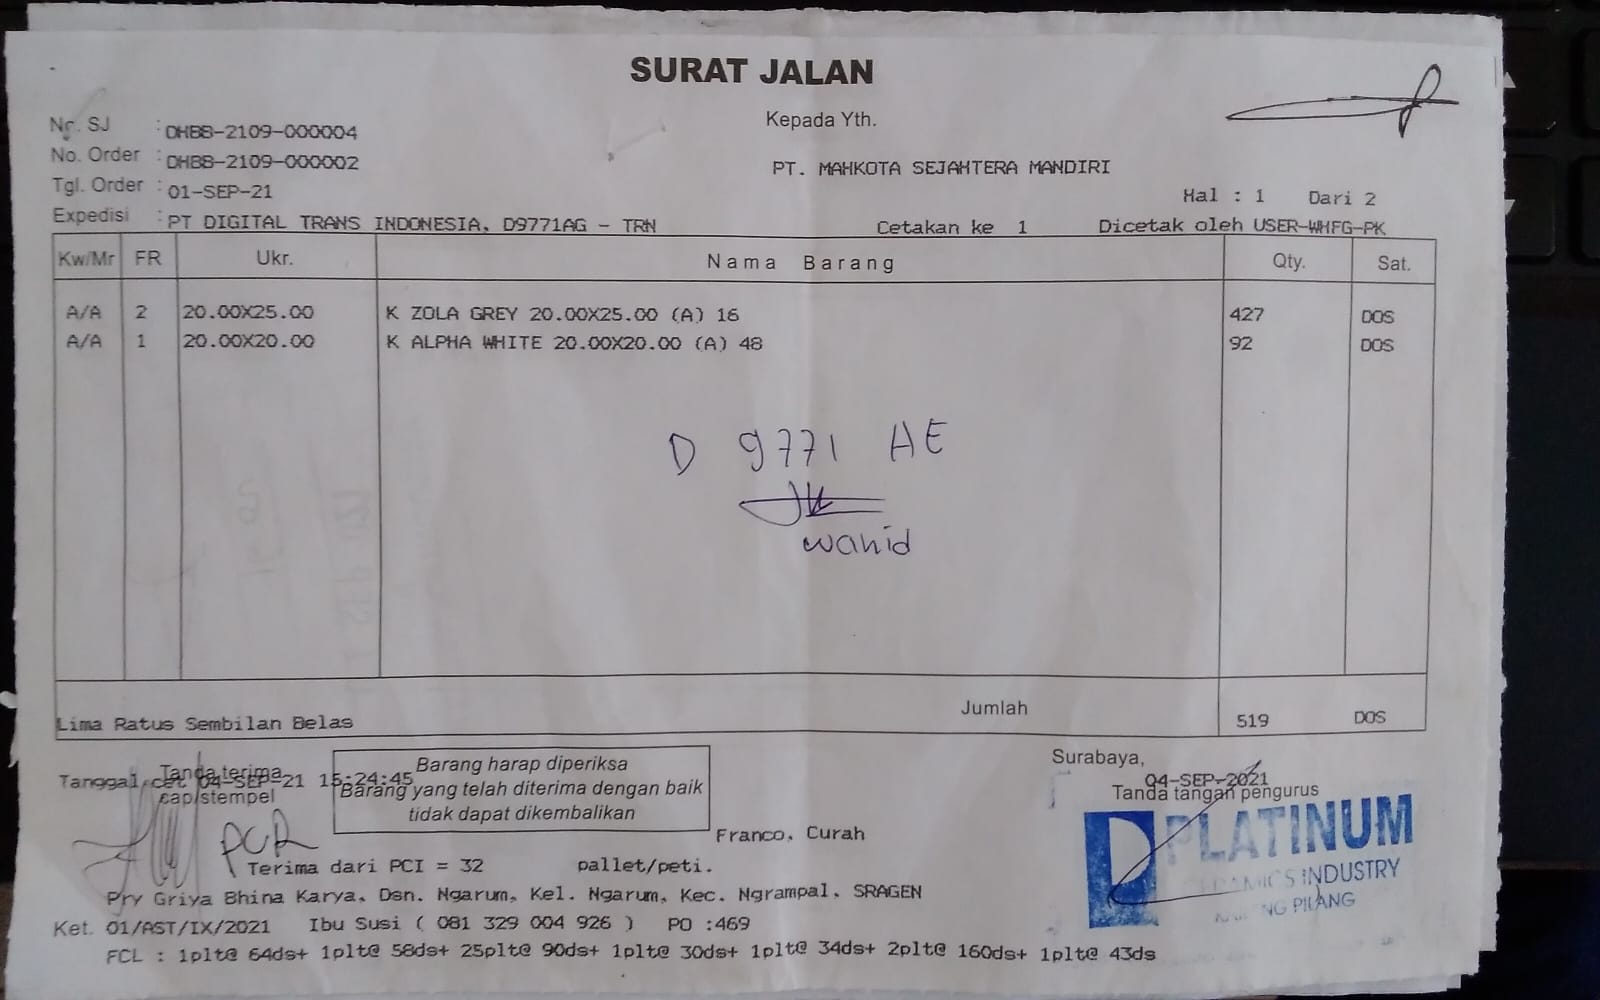 SURAT JALAN
Nr. SJ : DHBB-2109-000004
Kepada Yth.
No. Order : DHBB-2109-000002
PT. MAHKOTA SEJAHTERA MANDIRI
Tgl. Order : 01-SEP-21
Hal : 1 Dari 2
Expedisi : PT DIGITAL TRANS INDONESIA, D9771AG - TRN
Cetakan ke 1 Dicetak oleh USER-WHFG-PK
Kw/Mr FR Ukr. Nama Barang Qty. Sat.
A/A 2 20.00X25.00 K ZOLA GREY 20.00X25.00 (A) 16 427 DOS
A/A 1 20.00X20.00 K ALPHA WHITE 20.00X20.00 (A) 48 92 DOS
D 9771 AE
wahid
Jumlah
Lima Ratus Sembilan Belas 519 DOS
Tanda terima
cap/stempel
Tanggal cet 04-SEP-21 15:24:45
Barang harap diperiksa
Barang yang telah diterima dengan baik
tidak dapat dikembalikan
Surabaya,
04-SEP-2021
Tanda tangan pengurus
PLATINUM
CERAMICS INDUSTRY
KARANG PILANG
Franco, Curah
PCR
Terima dari PCI = 32 pallet/peti.
Pry Griya Bhina Karya, Dsn. Ngarum, Kel. Ngarum, Kec. Ngrampal, SRAGEN
Ket. 01/AST/IX/2021 Ibu Susi ( 081 329 004 926 ) PO :469
FCL : 1plt@ 64ds+ 1plt@ 58ds+ 25plt@ 90ds+ 1plt@ 30ds+ 1plt@ 34ds+ 2plt@ 160ds+ 1plt@ 43ds